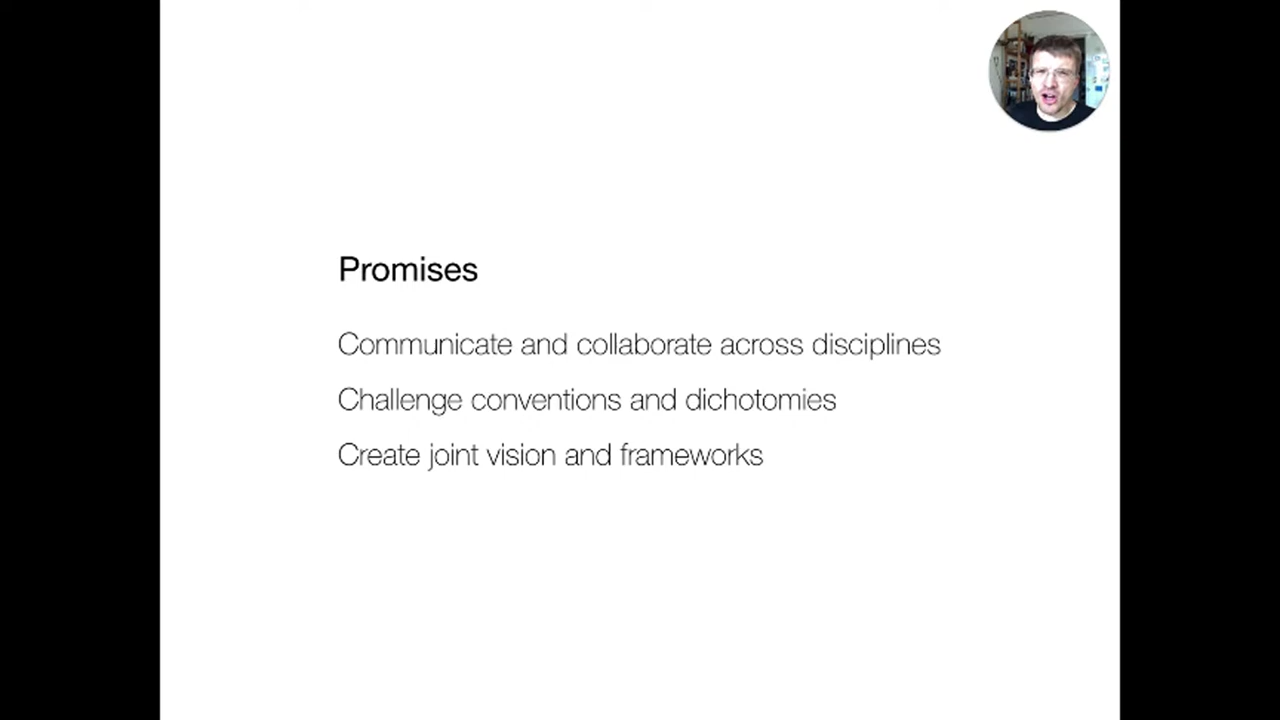 Promises
Communicate and collaborate across disciplines
Challenge conventions and dichotomies
Create joint vision and frameworks